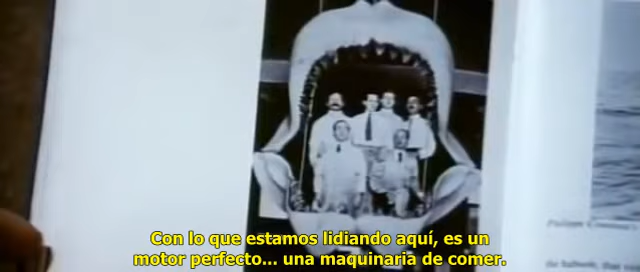 Con lo que estamos lidiando aquí, es un
motor perfecto... una maquinaria de comer.